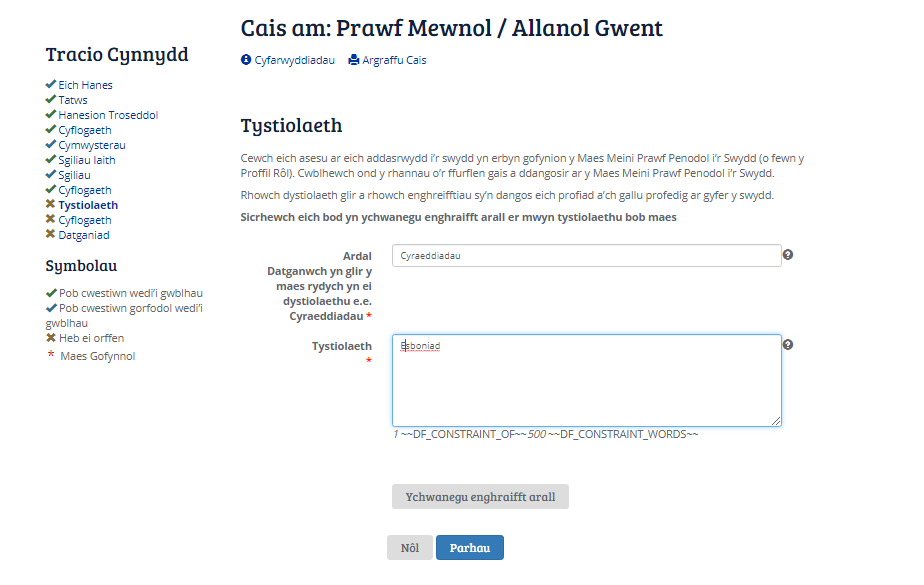 Cais am: Prawf Mewnol / Allanol Gwent
Cyfarwyddiadau Argraffu Cais
Tracio Cynnydd
Eich Hanes
Tatws
Hanesion Troseddol
Cyflogaeth
Cymwysterau
Sgiliau Iaith
Sgiliau
Cyflogaeth
Tystiolaeth
Cyflogaeth
Datganiad
Symbolau
Pob cwestiwn wedi'i gwblhau
Pob cwestiwn gorfodol wedi'i
gwblhau
Heb ei orffen
* Maes Gofynnol
Tystiolaeth
Cewch eich asesu ar eich addasrwydd i'r swydd yn erbyn gofynion y Maes Meini Prawf Penodol i'r Swydd (o fewn y
Proffil Rôl). Cwblhewch ond y rhannau o'r ffurflen gais a ddangosir ar y Maes Meini Prawf Penodol i'r Swydd.
Rhowch dystiolaeth glir a rhowch enghreifftiau sy'n dangos eich profiad a'ch gallu profedig ar gyfer y swydd.
Sicrhewch eich bod yn ychwanegu enghraifft arall er mwyn tystiolaethu bob maes
Ardal
Datganwch yn glir y
maes rydych yn ei
dystiolaethu e.e.
Cyraeddiadau *
Cyraeddiadau
Tystiolaeth
*
Esboniad
1 ~~DF_CONSTRAINT_OF~~ 500 ~~DF_CONSTRAINT_WORDS~~
Ychwanegu enghraifft arall
Nôl Parhau